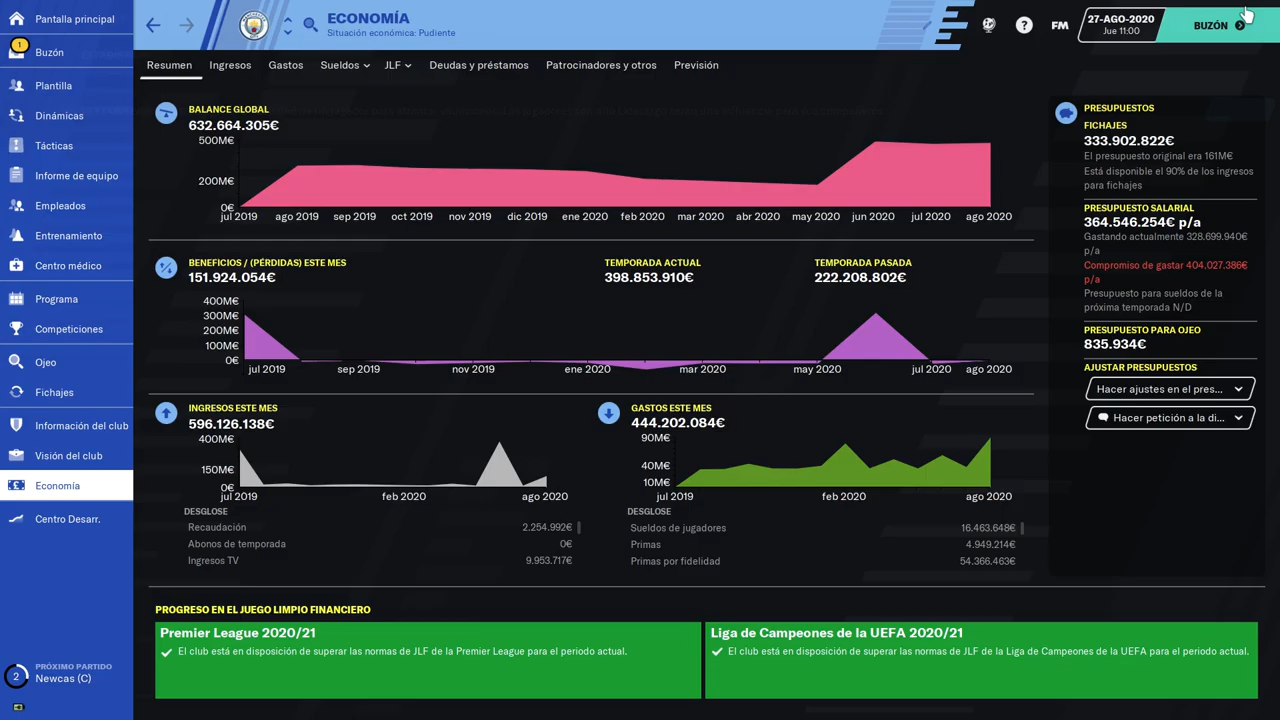 Pantalla principal
1
Buzón
Plantilla
Dinámicas
Tácticas
Informe de equipo
Empleados
Entrenamiento
Centro médico
Programa
Competiciones
Ojeo
Fichajes
Información del club
Visión del club
Economía
Centro Desarr.
2
PRÓXIMO PARTIDO
Newcas (C)
ECONOMÍA
Situación económica: Pudiente
?
FM
27-AGO-2020
Jue 11:00
BUZÓN
Resumen
Ingresos
Gastos
Sueldos
JLF
Deudas y préstamos
Patrocinadores y otros
Previsión
BALANCE GLOBAL
632.664.305€
500M€
200M€
0€
jul 2019
ago 2019
sep 2019
oct 2019
nov 2019
dic 2019
ene 2020
feb 2020
mar 2020
abr 2020
may 2020
jun 2020
jul 2020
ago 2020
BENEFICIOS / (PÉRDIDAS) ESTE MES
151.924.054€
TEMPORADA ACTUAL
398.853.910€
TEMPORADA PASADA
222.208.802€
400M€
300M€
200M€
100M€
0€
jul 2019
sep 2019
nov 2019
ene 2020
mar 2020
may 2020
jul 2020
ago 2020
INGRESOS ESTE MES
596.126.138€
400M€
150M€
0€
jul 2019
feb 2020
ago 2020
DESGLOSE
Recaudación 2.254.992€
Abonos de temporada 0€
Ingresos TV 9.953.717€
GASTOS ESTE MES
444.202.084€
90M€
40M€
10M€
jul 2019
feb 2020
ago 2020
DESGLOSE
Sueldos de jugadores 16.463.648€
Primas 4.949.214€
Primas por fidelidad 54.366.463€
PRESUPUESTOS
FICHAJES
333.902.822€
El presupuesto original era 161M€
Está disponible el 90% de los ingresos
para fichajes
PRESUPUESTO SALARIAL
364.546.254€ p/a
Gastando actualmente 328.699.940€
p/a
Compromiso de gastar 404.027.386€
p/a
Presupuesto para sueldos de la
próxima temporada N/D
PRESUPUESTO PARA OJEO
835.934€
AJUSTAR PRESUPUESTOS
Hacer ajustes en el pres...
Hacer petición a la di...
PROGRESO EN EL JUEGO LIMPIO FINANCIERO
Premier League 2020/21
El club está en disposición de superar las normas de JLF de la Premier League para el periodo actual.
Liga de Campeones de la UEFA 2020/21
El club está en disposición de superar las normas de JLF de la Liga de Campeones de la UEFA para el periodo actual.